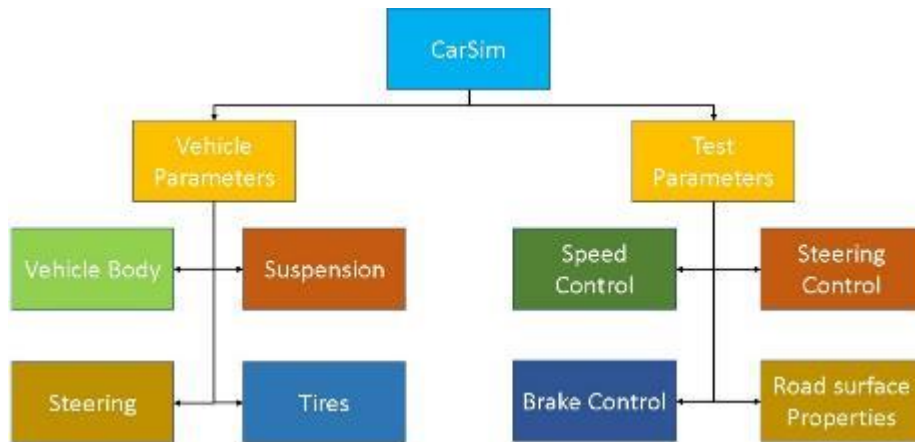 CarSim
Vehicle
Parameters
Test
Parameters
Vehicle Body
Suspension
Speed
Control
Steering
Control
Steering
Tires
Brake Control
Road surface
Properties